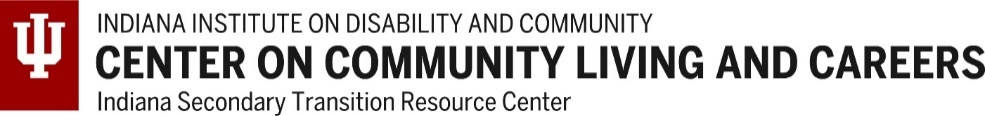 INDIANA INSTITUTE ON DISABILITY AND COMMUNITY
CENTER ON COMMUNITY LIVING AND CAREERS
Indiana Secondary Transition Resource Center